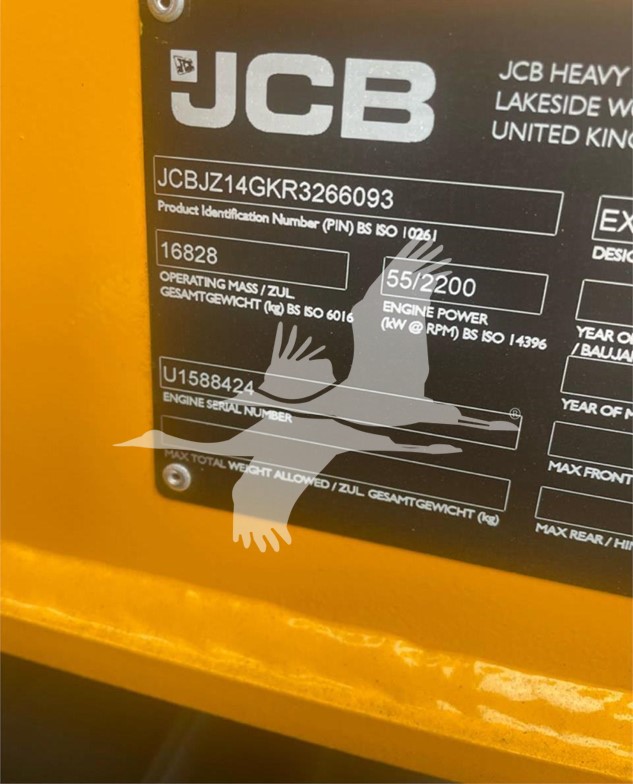 JCB
JCB HEAVY
LAKESIDE
UNITED
JCBJZ14GKR3266093
Product Identification Number (PIN) BS ISO 10261
EX
16828
OPERATING MASS / ZUL.
GESAMTGEWICHT (kg) BS ISO 6016
55/2200
ENGINE POWER
(kW @ RPM) BS ISO 14396
YEAR
/ BAUJA
U1588424
ENGINE SERIAL NUMBER
YEAR OF
®
MAX TOTAL WEIGHT ALLOWED / ZUL. GESAMTGEWICHT (kg)
MAX FRONT
MAX REAR / HI